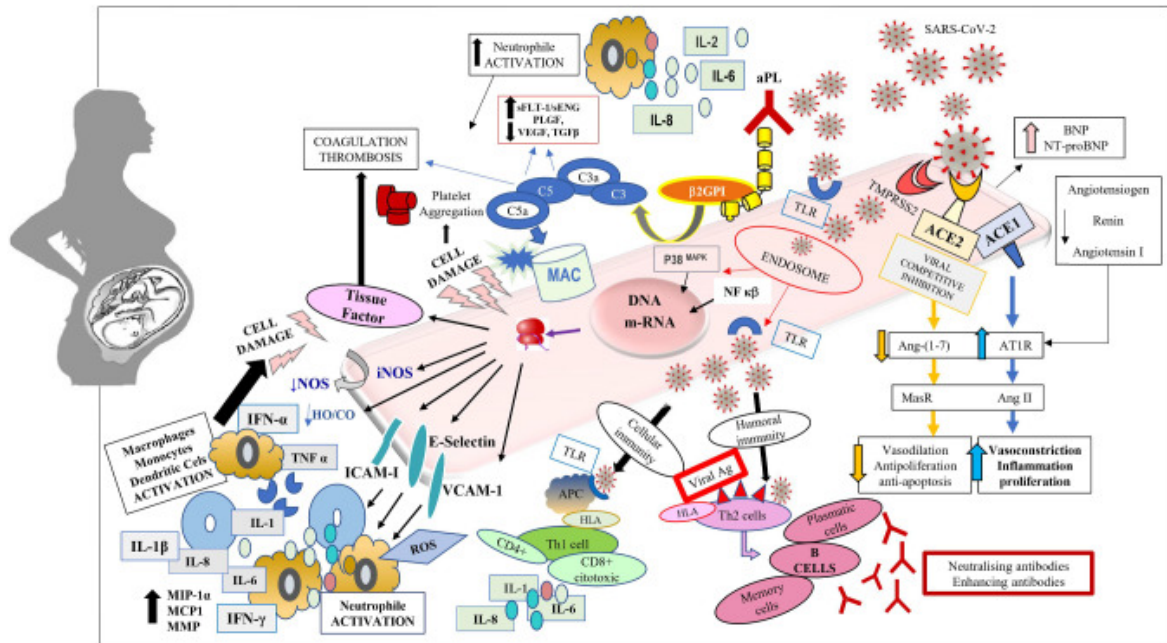 SARS-CoV-2
Neutrophile
ACTIVATION
IL-2
IL-6
IL-8
aPL
sFLT-1/sENG
PLGF,
VEGF, TGFβ
COAGULATION
THROMBOSIS
BNP
NT-proBNP
Angiotensiogen
Renin
Angiotensin I
C3a
C5
C3
C5a
β2GPI
TLR
TMPRSS2
ACE2
ACE1
Platelet
Aggregation
CELL
DAMAGE
MAC
P38 MAPK
ENDOSOME
VIRAL
COMPETITIVE
INHIBITION
NF κβ
DNA
m-RNA
Tissue
Factor
TLR
CELL
DAMAGE
Ang-(1-7)
AT1R
↓NOS
iNOS
↓HO/CO
MasR
Ang II
Macrophages
Monocytes
Dendritic Cels
ACTIVATION
IFN-α
TNF α
E-Selectin
ICAM-I
VCAM-1
Cellular
immunity
Humoral
immunity
Vasodilation
Antipoliferation
anti-apoptosis
Vasoconstriction
Inflammation
proliferation
TLR
APC
Viral Ag
HLA
HLA
Th2 cells
Plasmatic
cells
IL-1
IL-1β
IL-8
IL-6
ROS
CD4+
Th1 cell
CD8+
citotoxic
B
CELLS
Neutralising antibodies
Enhancing antibodies
Memory
cells
MIP-1α
MCP1
MMP
IFN-γ
Neutrophile
ACTIVATION
IL-1
IL-8
IL-6